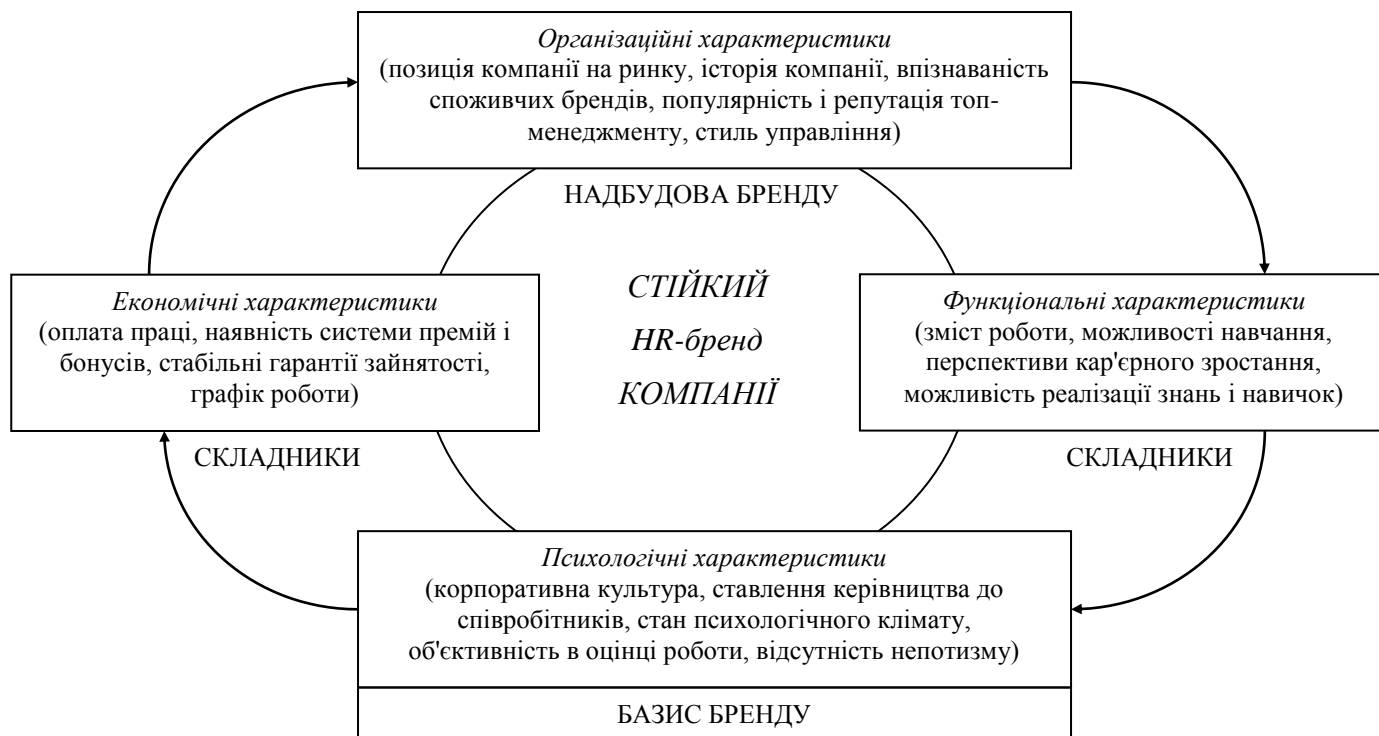 Організаційні характеристики
(позиція компанії на ринку, історія компанії, впізнаваність
споживчих брендів, популярність і репутація топ-
менеджменту, стиль управління)
НАДБУДОВА БРЕНДУ
Економічні характеристики
(оплата праці, наявність системи премій і
бонусів, стабільні гарантії зайнятості,
графік роботи)
СКЛАДНИКИ
СТІЙКИЙ
HR-бренд
КОМПАНІЇ
Функціональні характеристики
(зміст роботи, можливості навчання,
перспективи кар'єрного зростання,
можливість реалізації знань і навичок)
СКЛАДНИКИ
Психологічні характеристики
(корпоративна культура, ставлення керівництва до
співробітників, стан психологічного клімату,
об'єктивність в оцінці роботи, відсутність непотизму)
БАЗИС БРЕНДУ